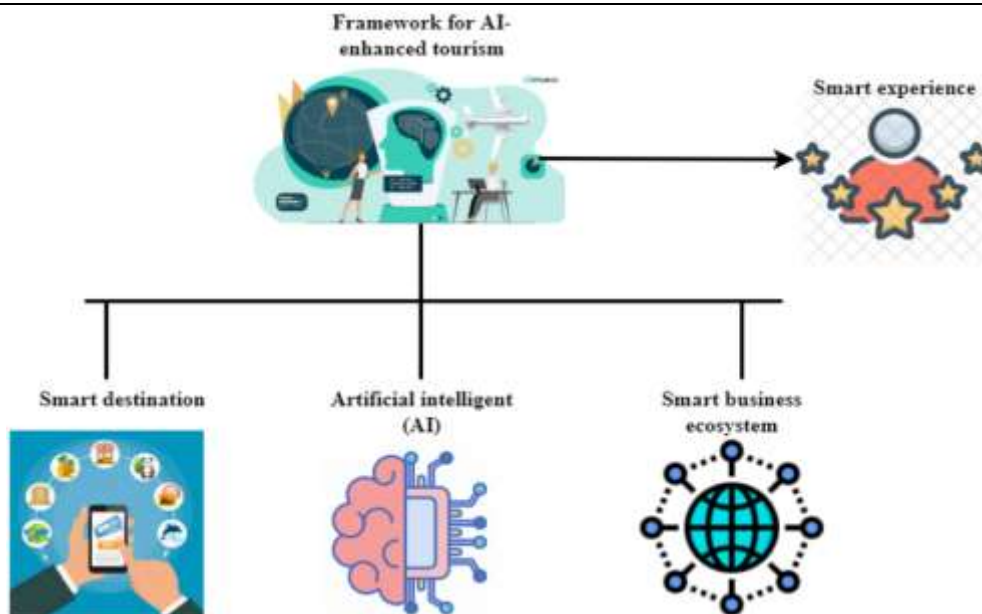 Framework for AI-
enhanced tourism
Smart experience
Smart destination
Artificial intelligent
(AI)
Smart business
ecosystem